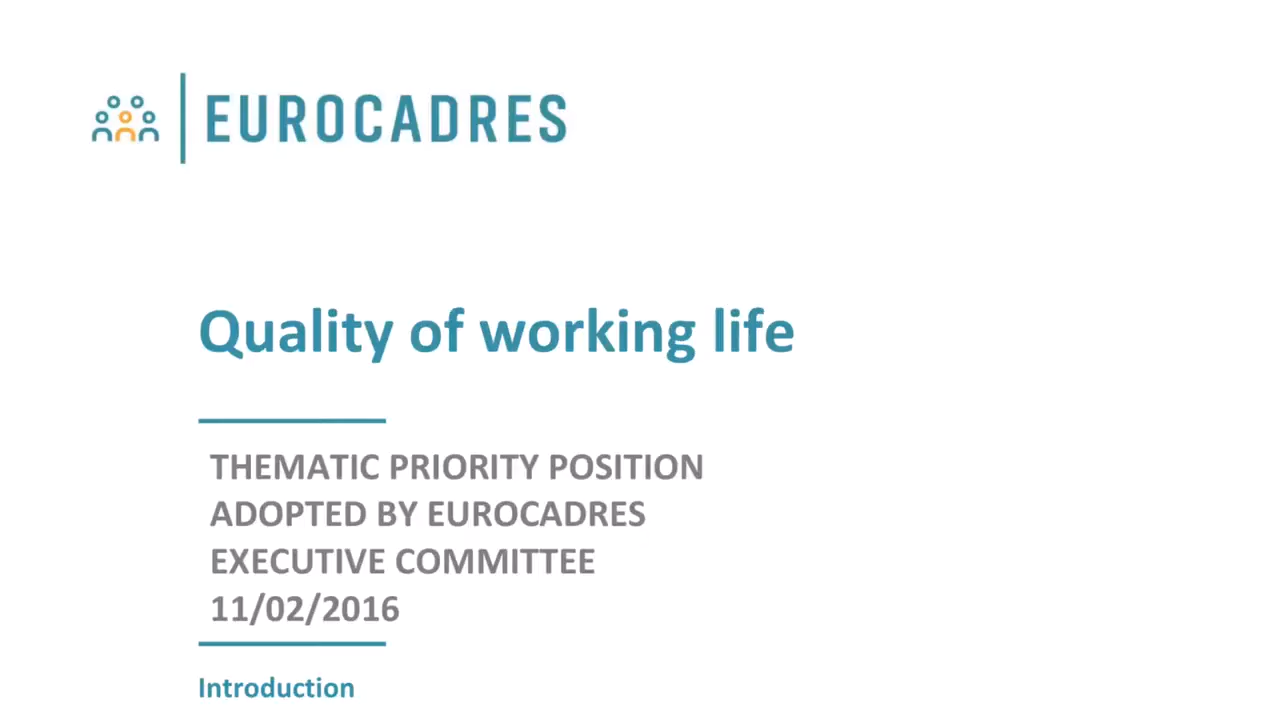 EUROCADRES
Quality of working life
THEMATIC PRIORITY POSITION
ADOPTED BY EUROCADRES
EXECUTIVE COMMITTEE
11/02/2016
Introduction